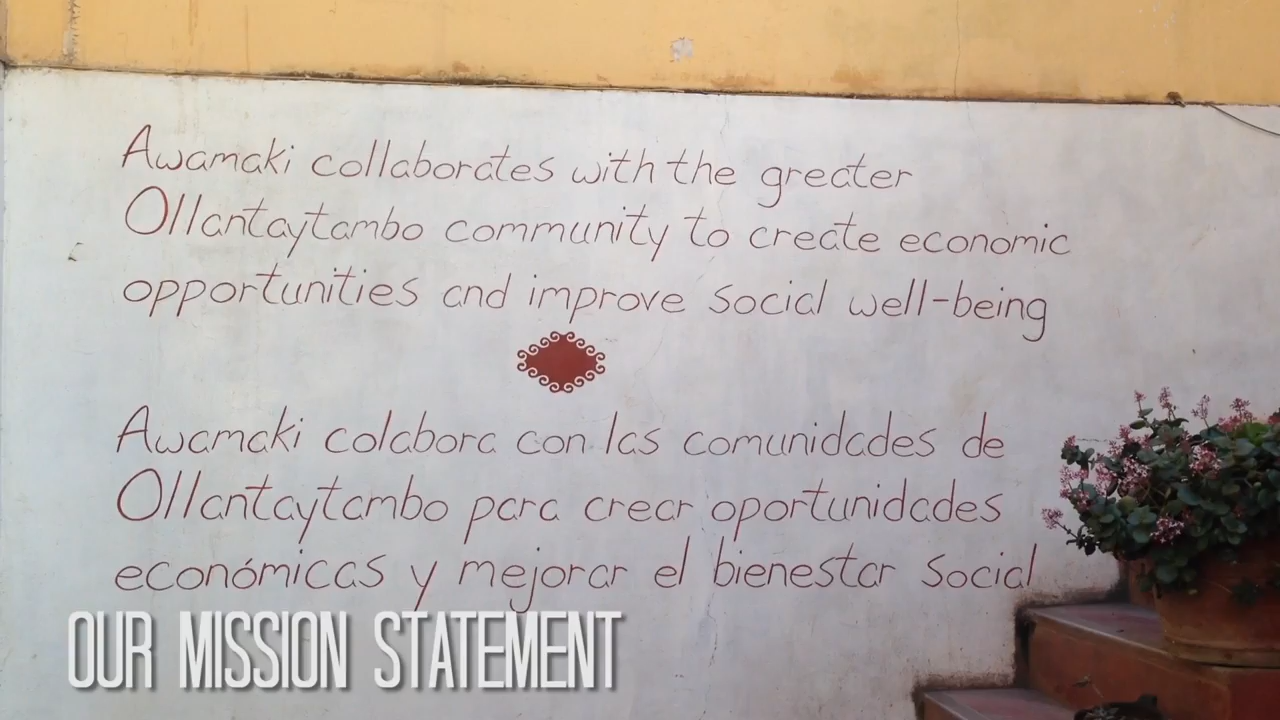 Awamaki collaborates with the greater
Ollantaytambo community to create economic
opportunities and improve social well-being
Awamaki colabora con las comunidades de
Ollantaytambo para crear oportunidades
económicas y mejorar el bienestar social
OUR MISSION STATEMENT